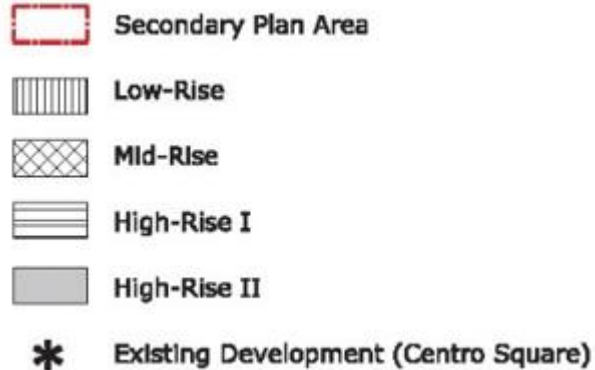 Secondary Plan Area
Low-Rise
Mid-Rise
High-Rise I
High-Rise II
Existing Development (Centro Square)